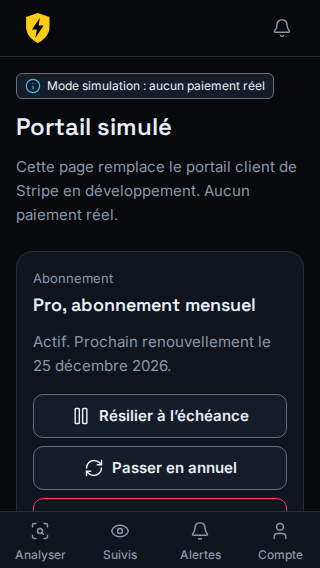 Mode simulation : aucun paiement réel
Portail simulé
Cette page remplace le portail client de
Stripe en développement. Aucun
paiement réel.
Abonnement
Pro, abonnement mensuel
Actif. Prochain renouvellement le
25 décembre 2026.
Résilier à l’échéance
Passer en annuel
Analyser
Suivis
Alertes
Compte